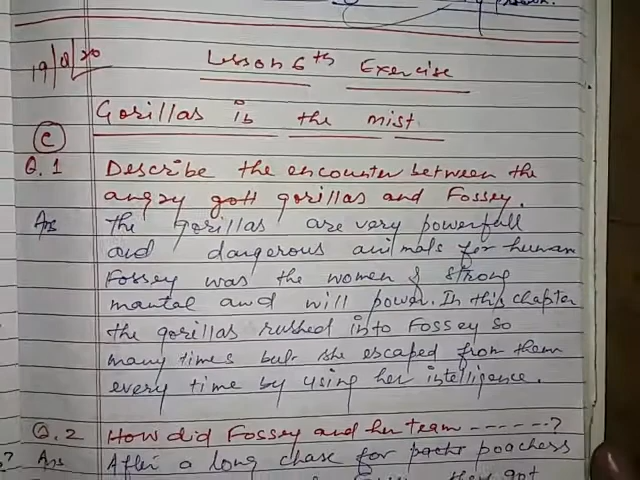 19/9/20
Lesson 6th Exercise
Gorillas in the mist
(C)
Q.1 Describe the encounter between the
angry gott gorillas and Fossey.
Ans The gorillas are very powerfull
and dangerous animals for human
Fossey was the women of strong
mantal and will power. In this chapter
the gorillas rushed into Fossey so
many times but she escaped from them
every time by using her intelligence.
Q.2 How did Fossey and her team ------?
Ans After a long chase for poachers
they got